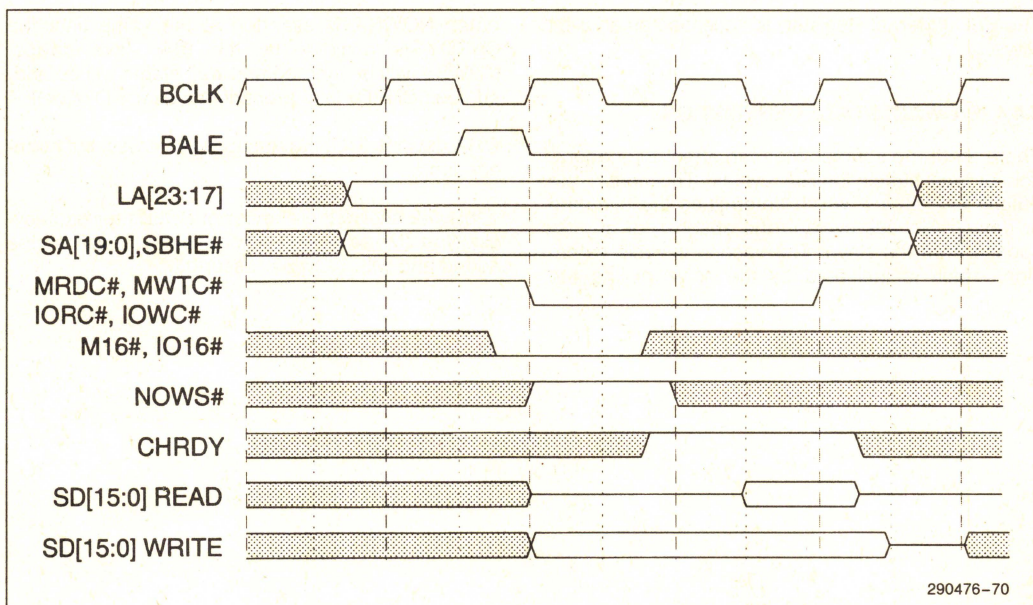 BCLK
BALE
LA[23:17]
SA[19:0],SBHE#
MRDC#, MWTC#
IORC#, IOWC#
M16#, IO16#
NOWS#
CHRDY
SD[15:0] READ
SD[15:0] WRITE
290476–70